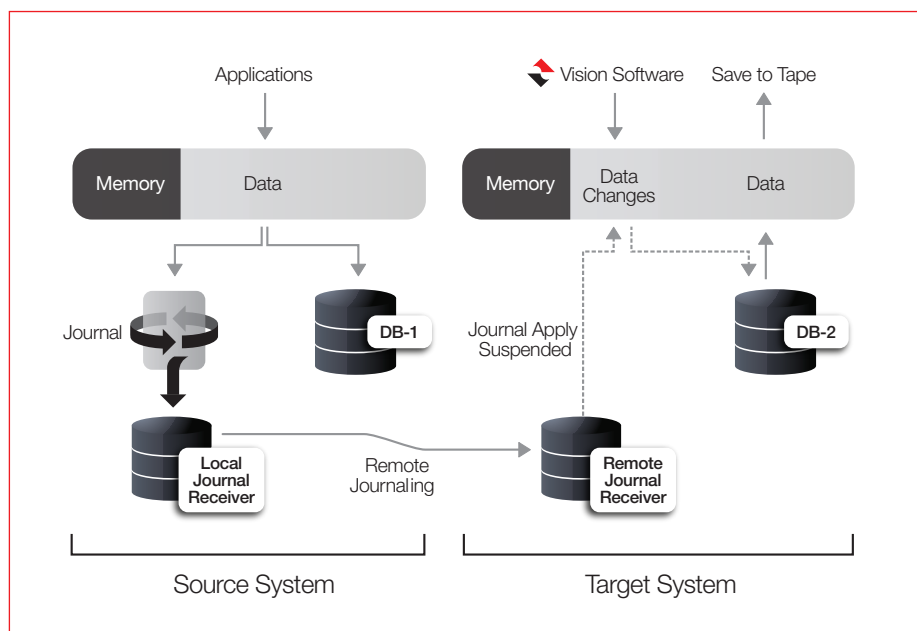 Applications
Vision Software
Save to Tape
Memory
Data
Memory
Data
Changes
Data
Journal
DB-1
Journal Apply
Suspended
DB-2
Local
Journal
Receiver
Remote
Journaling
Remote
Journal
Receiver
Source System
Target System